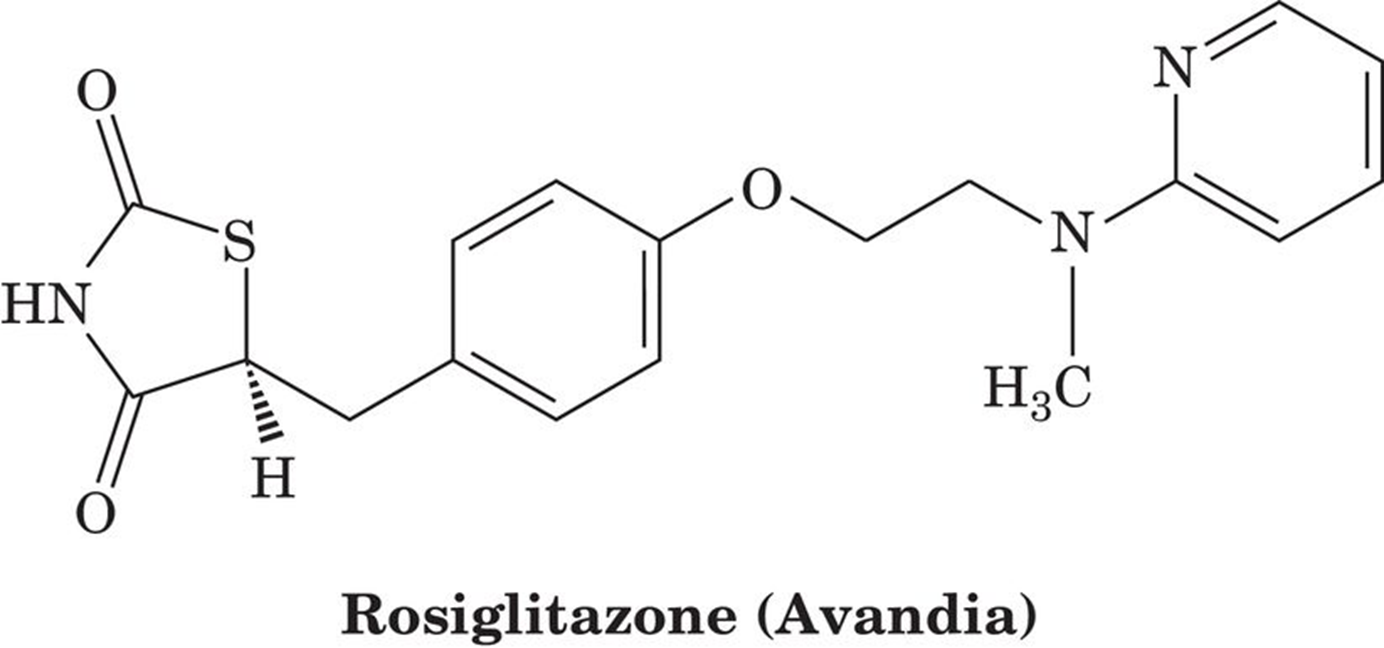 O
N
O
S
N
HN
H₃C
H
O
Rosiglitazone (Avandia)